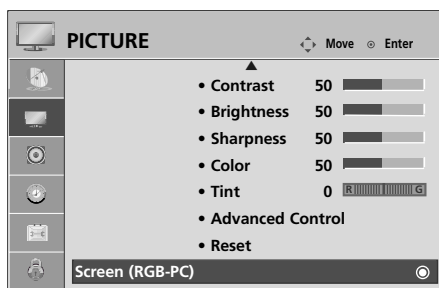 PICTURE Move Enter
• Contrast 50
• Brightness 50
• Sharpness 50
• Color 50
• Tint 0 R G
• Advanced Control
• Reset
Screen (RGB-PC)